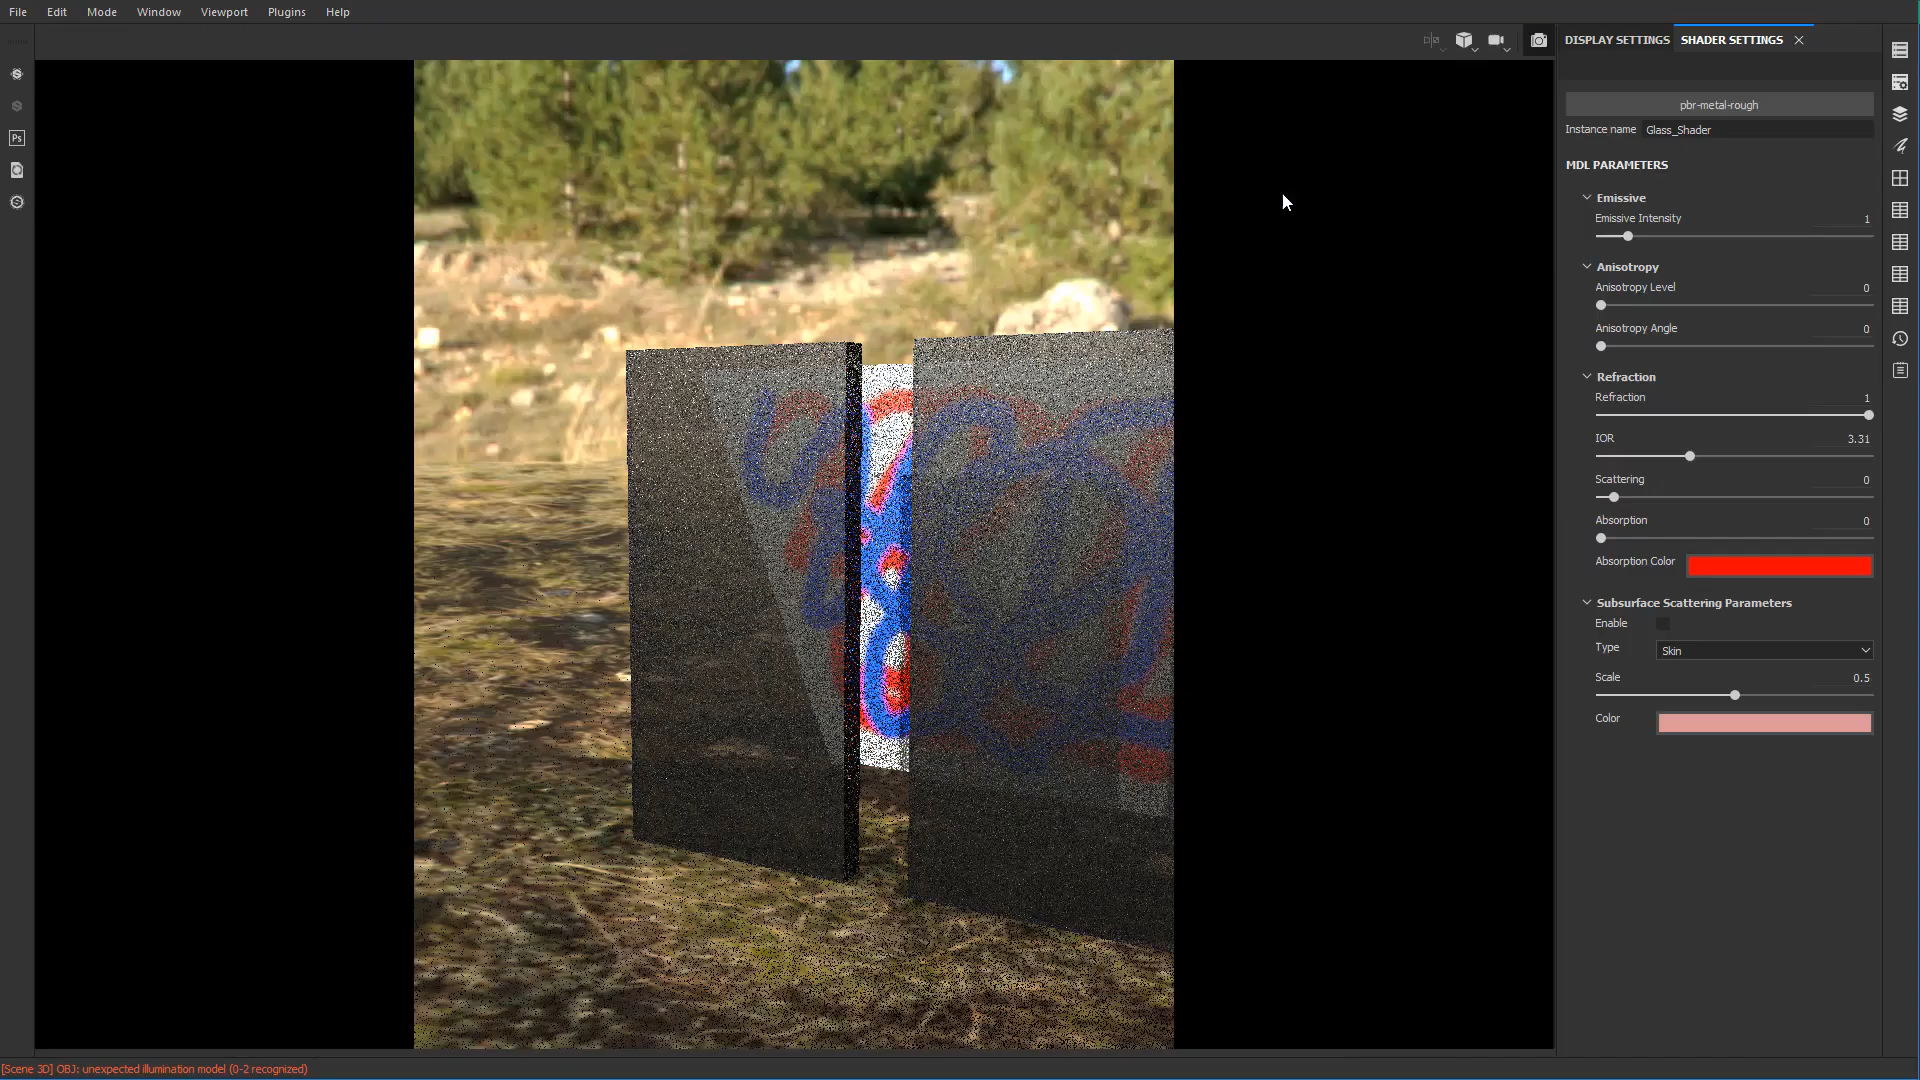 File Edit Mode Window Viewport Plugins Help
DISPLAY SETTINGS SHADER SETTINGS
pbr-metal-rough
Instance name Glass_Shader
MDL PARAMETERS
Emissive
Emissive Intensity 1
Anisotropy
Anisotropy Level 0
Anisotropy Angle 0
Refraction
Refraction 1
IOR 3.31
Scattering 0
Absorption 0
Absorption Color
Subsurface Scattering Parameters
Enable
Type Skin
Scale 0.5
Color
Ps
[Scene 3D] OBJ: unexpected illumination model (0-2 recognized)